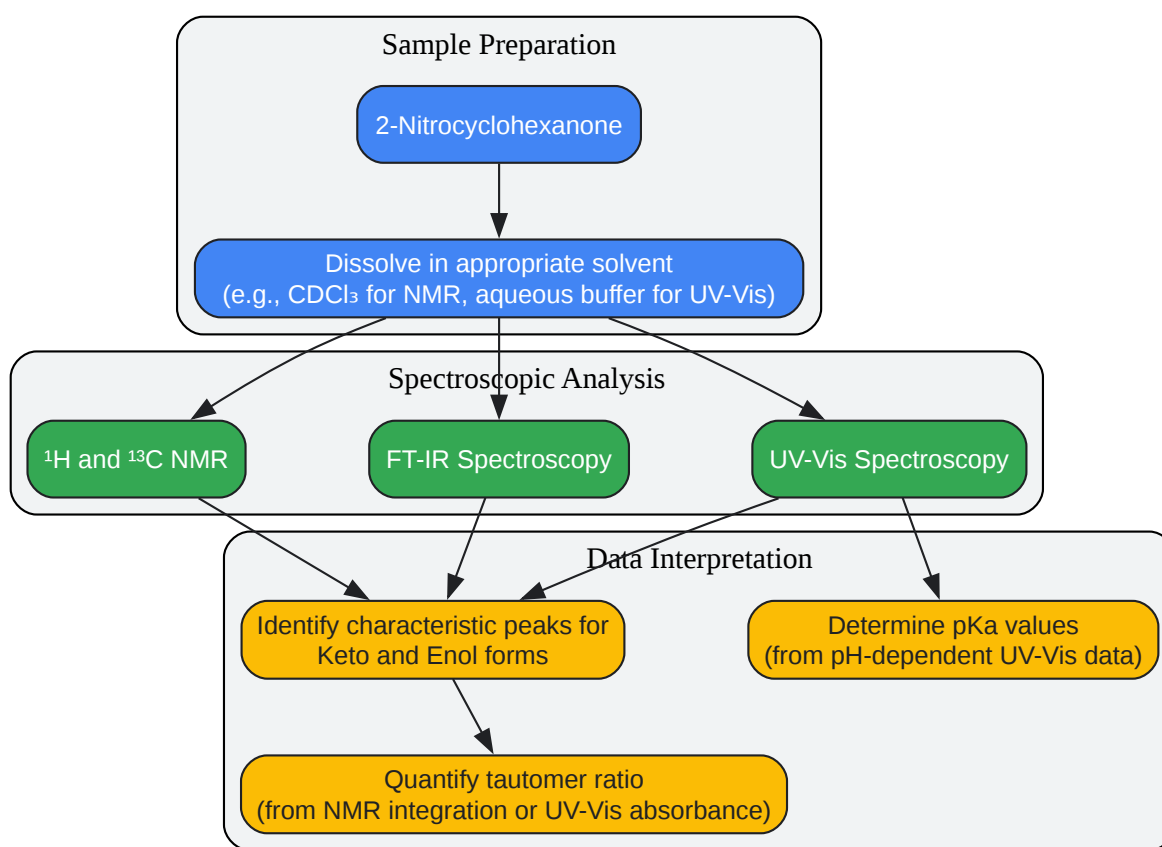 Sample Preparation
2-Nitrocyclohexanone
Dissolve in appropriate solvent
(e.g., CDCl₃ for NMR, aqueous buffer for UV-Vis)
Spectroscopic Analysis
¹H and ¹³C NMR
FT-IR Spectroscopy
UV-Vis Spectroscopy
Data Interpretation
Identify characteristic peaks for
Keto and Enol forms
Determine pKa values
(from pH-dependent UV-Vis data)
Quantify tautomer ratio
(from NMR integration or UV-Vis absorbance)